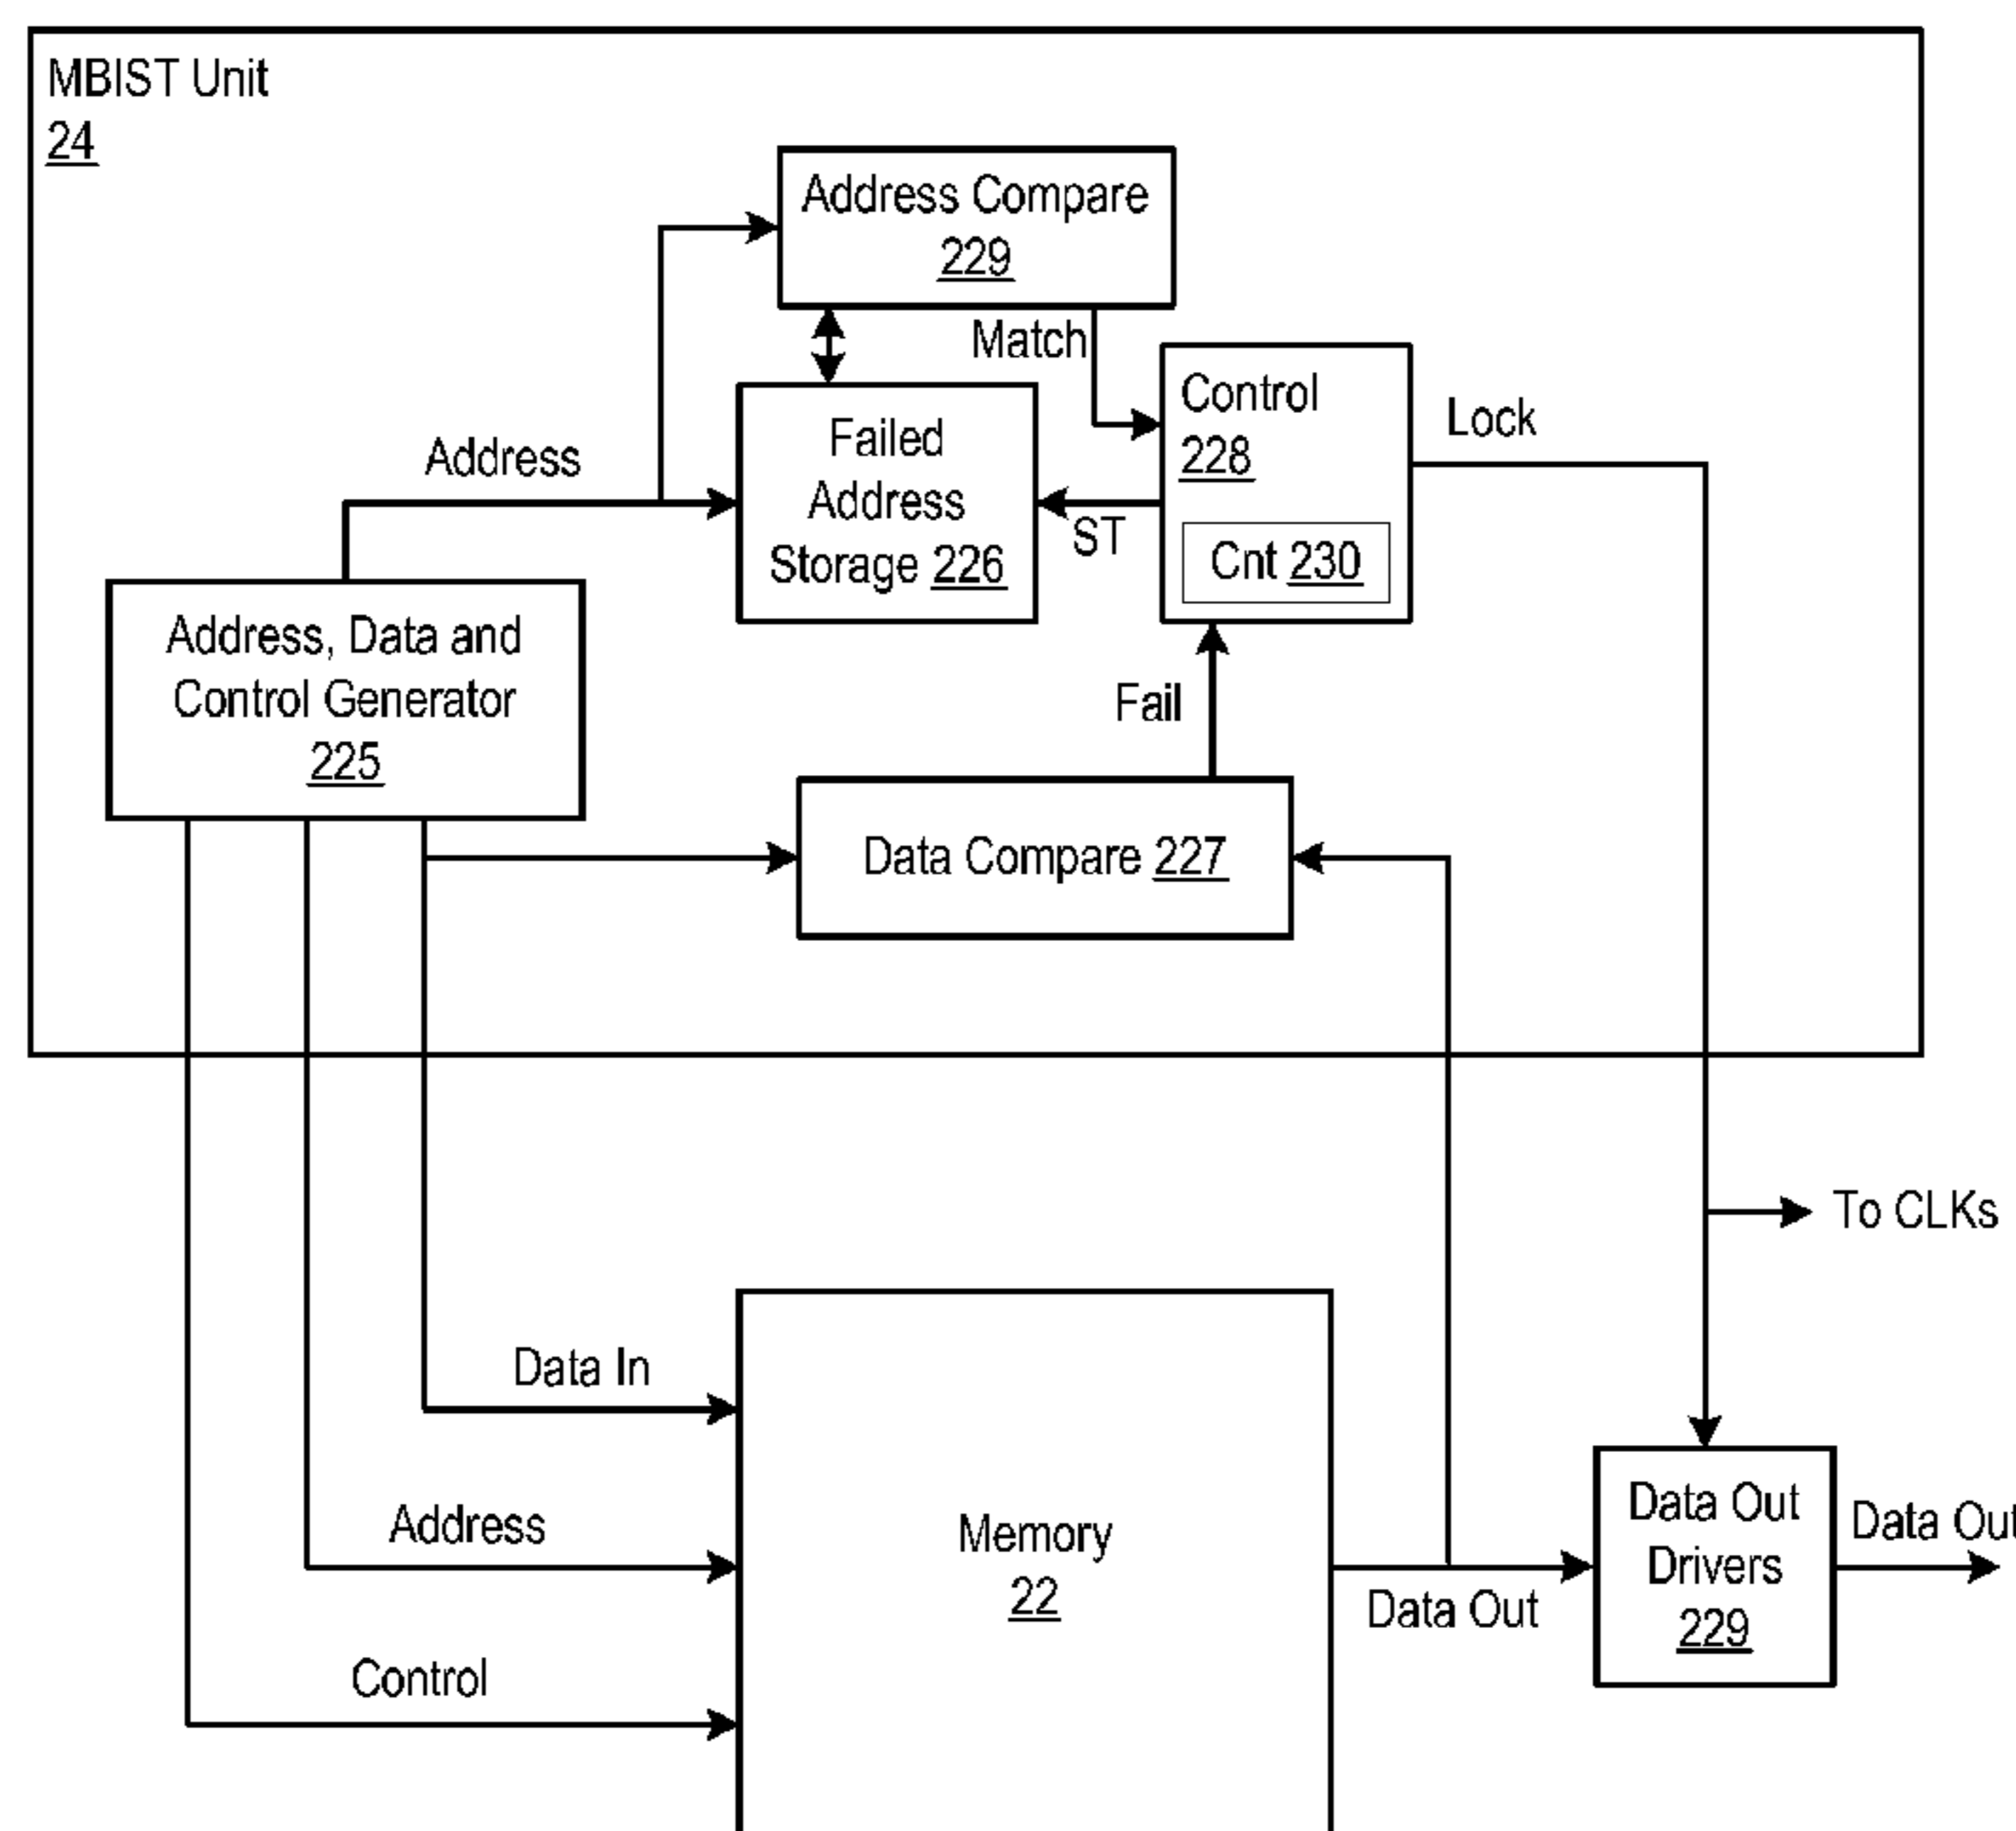 MBIST Unit
24
Address Compare
229
Match
Control
228
Cnt 230
Lock
Address
Failed
Address
Storage 226
ST
Address, Data and
Control Generator
225
Fail
Data Compare 227
To CLKs
Data In
Address
Control
Memory
22
Data Out
Data Out
Drivers
229
Data Out